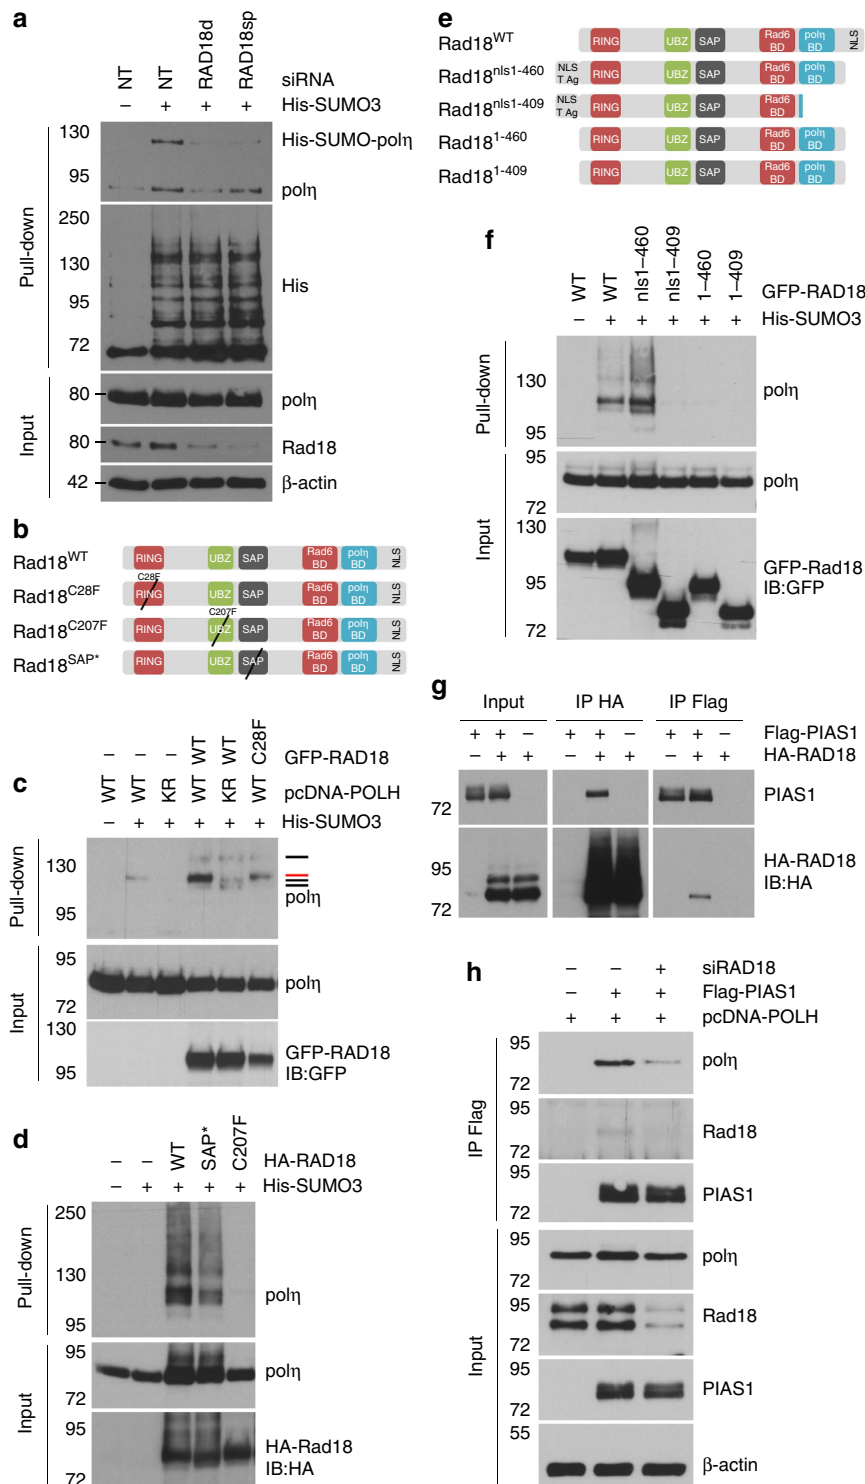 a
NT
NT
RAD18d
RAD18sp
siRNA
– + + + His-SUMO3
Pull-down
130
95
His-SUMO-polη
polη
250
130
95
72
His
Input
80
polη
80
Rad18
42
β-actin
b
Rad18WT RING UBZ SAP Rad6 BD polη BD NLS
Rad18C28F C28F RING UBZ SAP Rad6 BD polη BD NLS
Rad18C207F RING C207F UBZ SAP Rad6 BD polη BD NLS
Rad18SAP* RING UBZ SAP Rad6 BD polη BD NLS
c
– – – WT WT C28F GFP-RAD18
WT WT KR WT KR WT pcDNA-POLH
– + + + + + His-SUMO3
Pull-down
130
95
polη
Input
95
72
polη
130
95
GFP-RAD18
IB:GFP
d
– – WT SAP* C207F HA-RAD18
– + + + + His-SUMO3
Pull-down
250
130
95
polη
Input
95
72
polη
95
72
HA-Rad18
IB:HA
e
Rad18WT RING UBZ SAP Rad6 BD polη BD NLS
Rad18nls1-460 NLS T Ag RING UBZ SAP Rad6 BD polη BD
Rad18nls1-409 NLS T Ag RING UBZ SAP Rad6 BD
Rad181-460 RING UBZ SAP Rad6 BD polη BD
Rad181-409 RING UBZ SAP Rad6 BD polη BD
f
WT WT nls1–460 nls1–409 1–460 1–409 GFP-RAD18
– + + + + + His-SUMO3
Pull-down
130
95
polη
Input
95
72
polη
130
95
72
GFP-Rad18
IB:GFP
g
Input IP HA IP Flag
+ + – + + – + + – Flag-PIAS1
– + + – + + – + + HA-RAD18
72
PIAS1
95
72
HA-RAD18
IB:HA
h
– – + siRAD18
– + + Flag-PIAS1
+ + + pcDNA-POLH
IP Flag
95
72
polη
95
72
Rad18
95
72
PIAS1
Input
95
72
polη
95
72
Rad18
95
72
PIAS1
55
β-actin